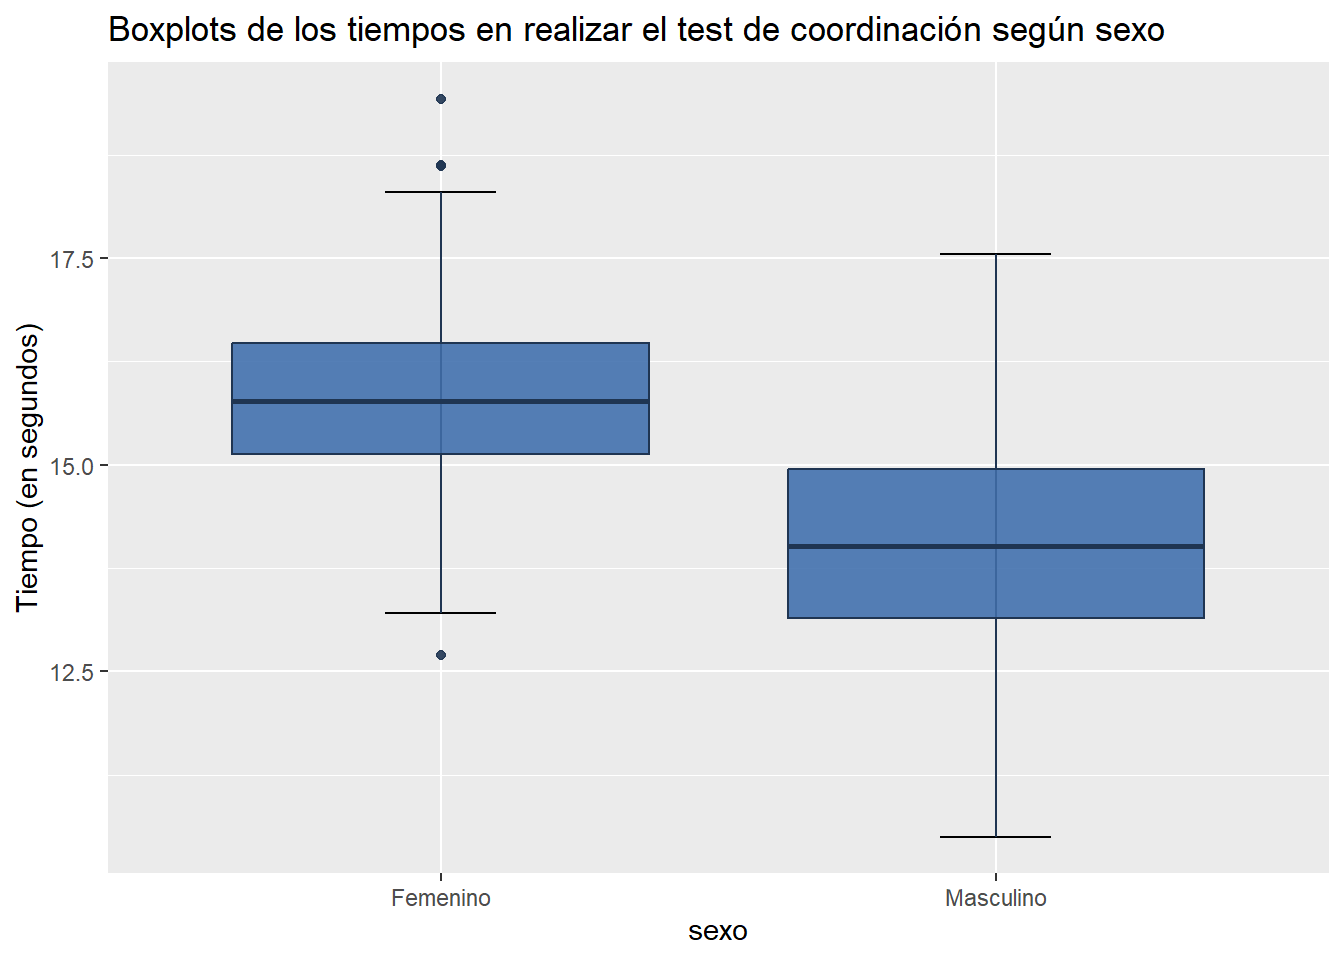 Boxplots de los tiempos en realizar el test de coordinación según sexo
Tiempo (en segundos)
17.5
15.0
12.5
Femenino
Masculino
sexo